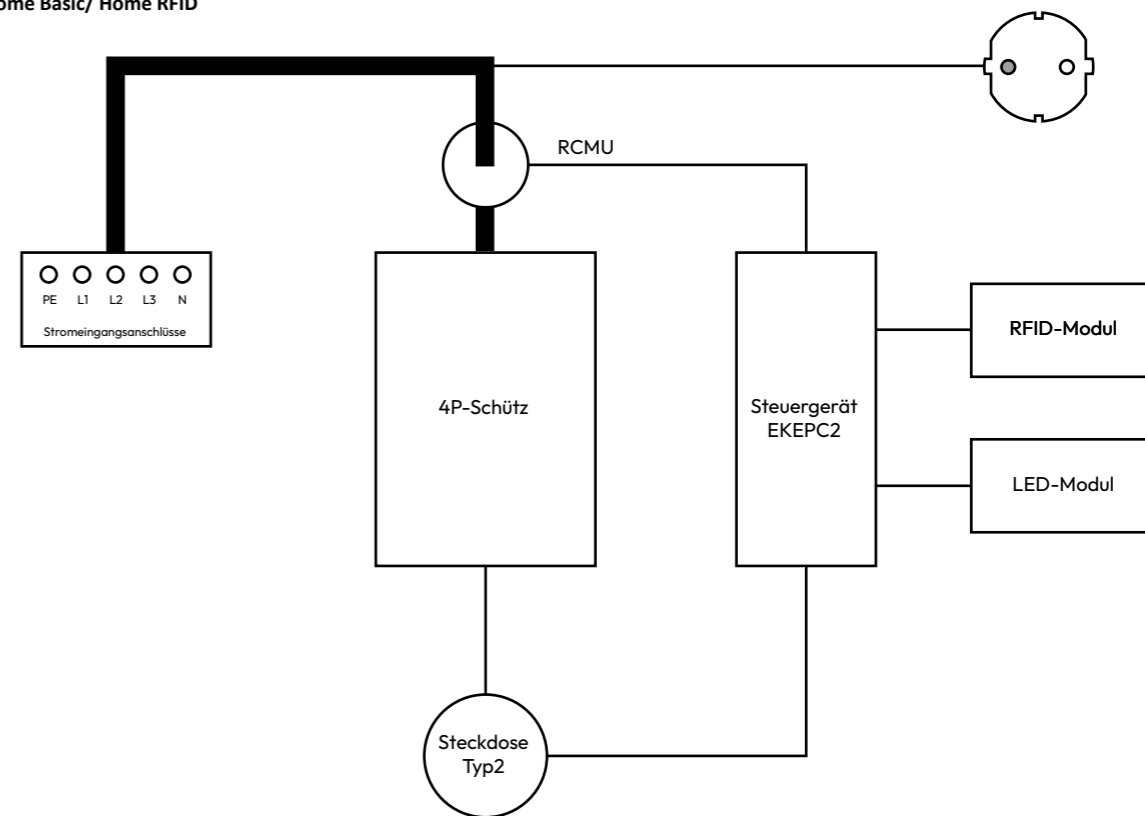 ome Basic/ Home RFID
RCMU
PE L1 L2 L3 N
Stromeingangsanschlüsse
4P-Schütz
Steuergerät
EKEPC2
RFID-Modul
LED-Modul
Steckdose
Typ2